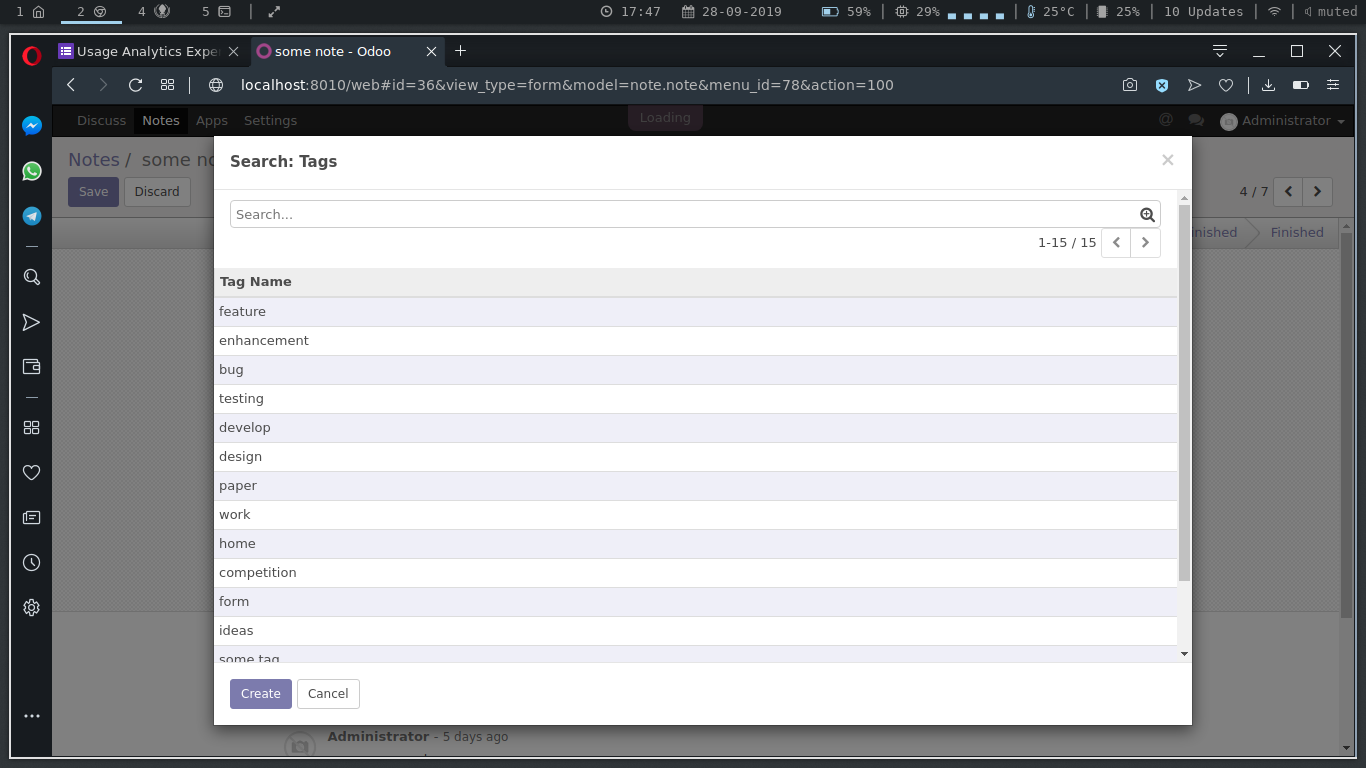 1 2 4 5 17:47 28-09-2019 59% 29% 25°C 25% 10 Updates muted
Usage Analytics Expe
some note - Odoo
localhost:8010/web#id=36&view_type=form&model=note.note&menu_id=78&action=100
Discuss Notes Apps Settings Loading @ Administrator
Notes / some no
Save Discard 4 / 7
inished Finished
Search: Tags
Search...
1-15 / 15
Tag Name
feature
enhancement
bug
testing
develop
design
paper
work
home
competition
form
ideas
some tag
Create Cancel
Administrator - 5 days ago